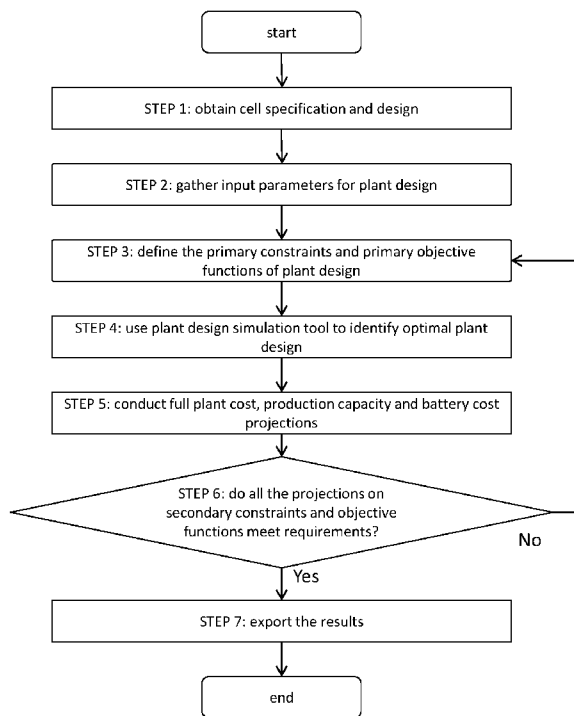 start
STEP 1: obtain cell specification and design
STEP 2: gather input parameters for plant design
STEP 3: define the primary constraints and primary objective
functions of plant design
STEP 4: use plant design simulation tool to identify optimal plant
design
STEP 5: conduct full plant cost, production capacity and battery cost
projections
STEP 6: do all the projections on
secondary constraints and objective
functions meet requirements?
No
Yes
STEP 7: export the results
end